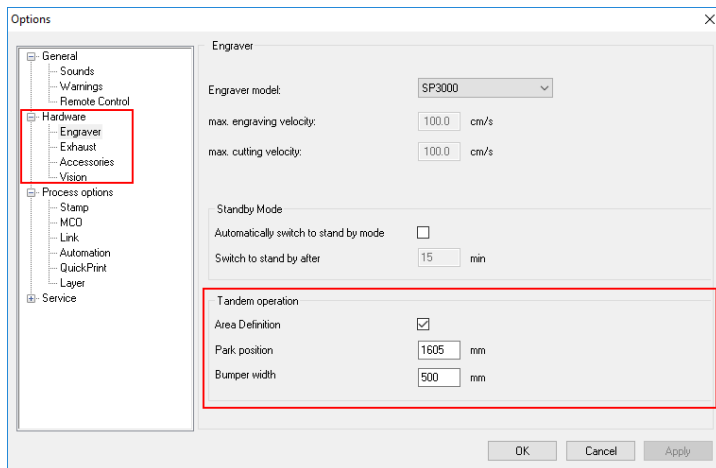 Options
General
Sounds
Warnings
Remote Control
Hardware
Engraver
Exhaust
Accessories
Vision
Process options
Stamp
MCO
Link
Automation
QuickPrint
Layer
Service
Engraver
Engraver model: SP3000
max. engraving velocity: 100.0 cm/s
max. cutting velocity: 100.0 cm/s
Standby Mode
Automatically switch to stand by mode
Switch to stand by after 15 min
Tandem operation
Area Definition
Park position 1605 mm
Bumper width 500 mm
OK Cancel Apply